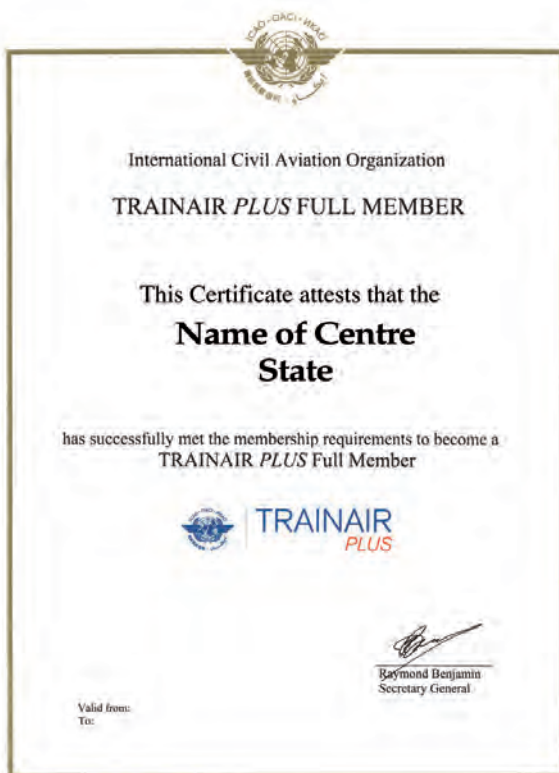 ICAO · OACI · ИКАО
International Civil Aviation Organization
TRAINAIR PLUS FULL MEMBER
This Certificate attests that the
Name of Centre
State
has successfully met the membership requirements to become a
TRAINAIR PLUS Full Member
TRAINAIR
PLUS
Raymond Benjamin
Secretary General
Valid from:
To: